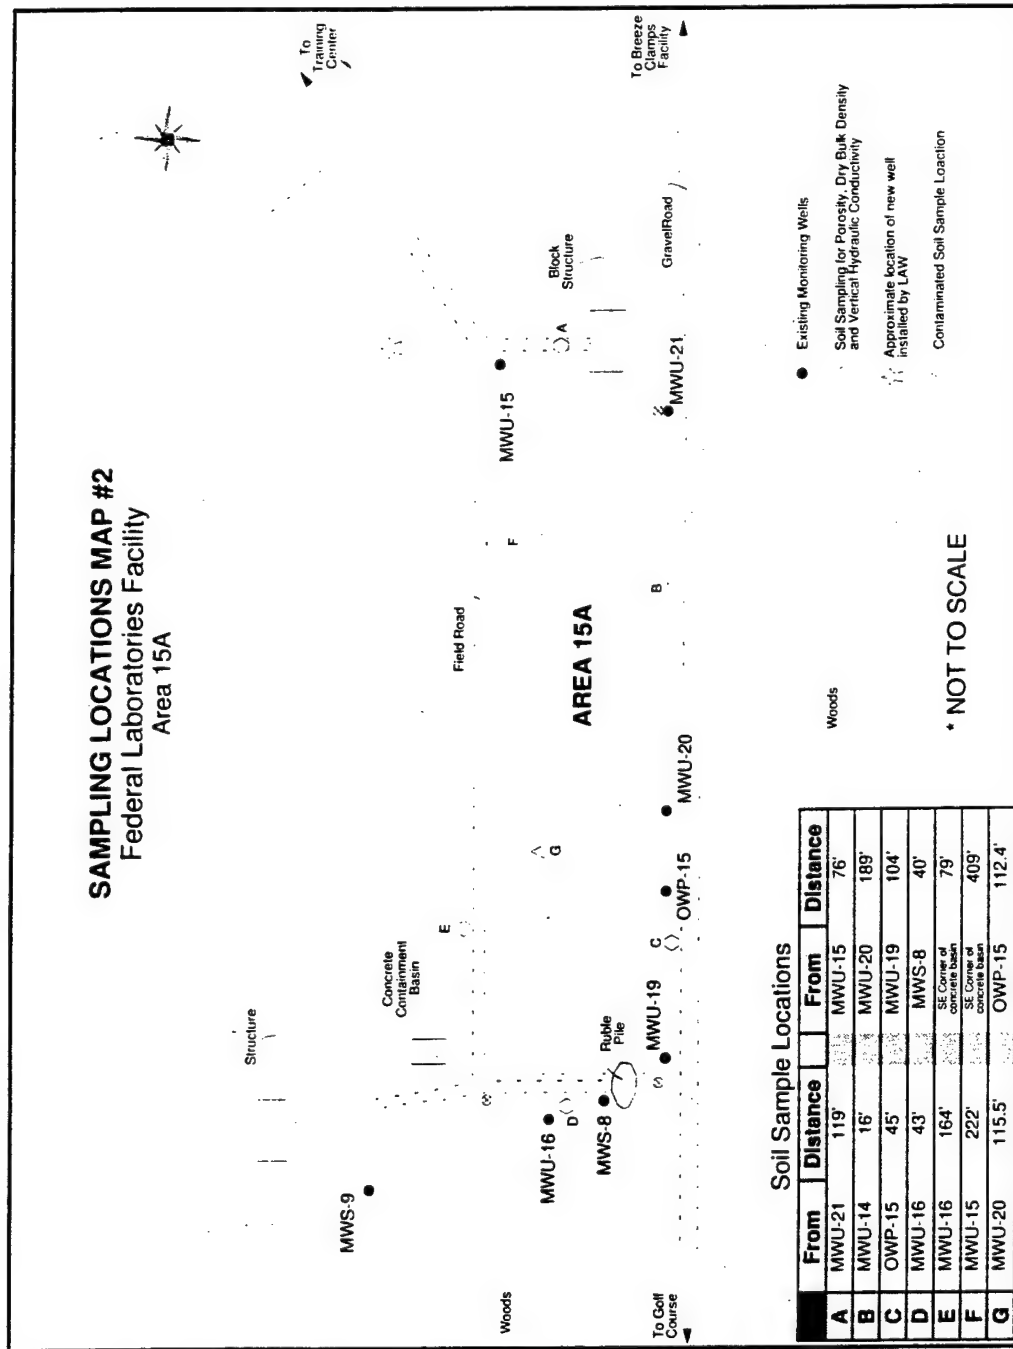 SAMPLING LOCATIONS MAP #2
Federal Laboratories Facility
Area 15A
To
Training
Center
To Breeze
Clamps
Facility
Structure
MWS-9
Concrete
Containment
Basin
E
Field Road
F
MWU-15
A
Block
Structure
GravelRoad
MWU-21
Woods
MWU-16
D
MWS-8
Ruble
Pile
MWU-19
G
AREA 15A
B
C
OWP-15
MWU-20
To Golf
Course
Woods
Existing Monitoring Wells
Soil Sampling for Porosity, Dry Bulk Density
and Vertical Hydraulic Conductivity
Approximate location of new well
installed by LAW
Contaminated Soil Sample Loaction
* NOT TO SCALE
Soil Sample Locations
From Distance From Distance
A MWU-21 119' MWU-15 76'
B MWU-14 16' MWU-20 189'
C OWP-15 45' MWU-19 104'
D MWU-16 43' MWS-8 40'
E MWU-16 164' SE Corner of concrete basin 79'
F MWU-15 222' SE Corner of concrete basin 409'
G MWU-20 115.5' OWP-15 112.4'